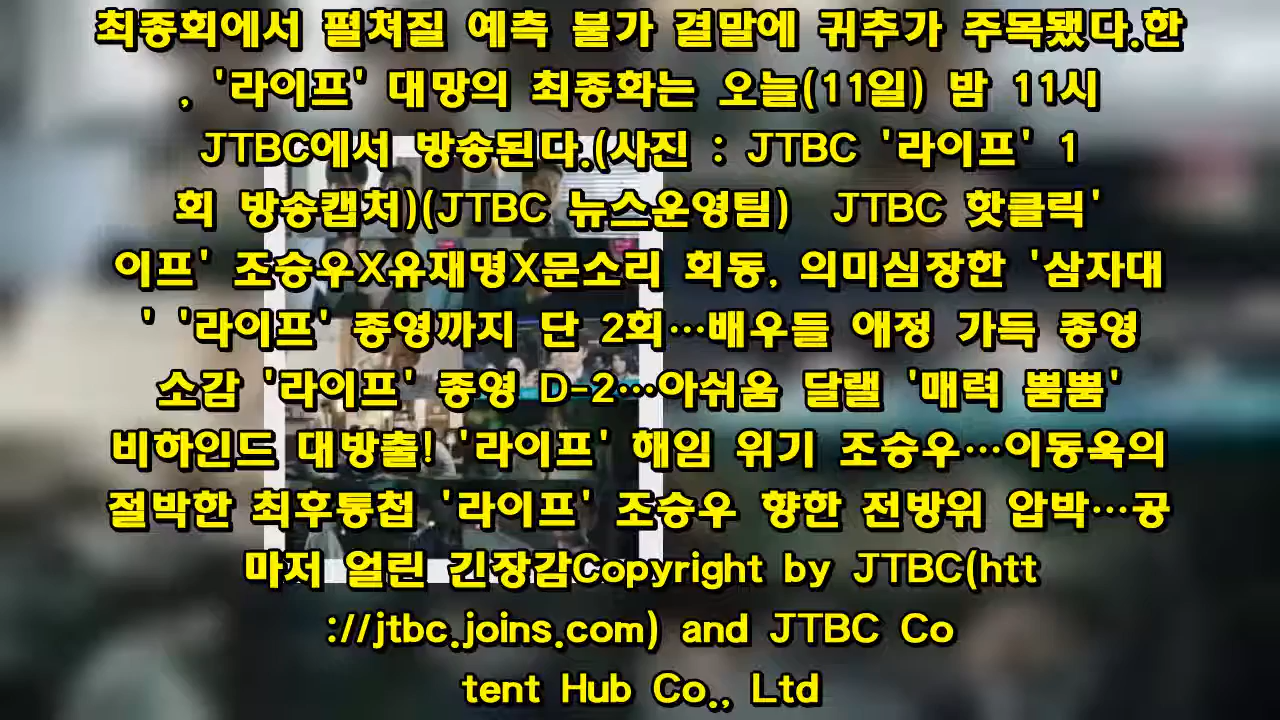 최종회에서 펼쳐질 예측 불가 결말에 귀추가 주목됐다.한
, '라이프' 대망의 최종화는 오늘(11일) 밤 11시
JTBC에서 방송된다.(사진 : JTBC '라이프' 1
회 방송캡처)(JTBC 뉴스운영팀) JTBC 핫클릭'
이프' 조승우X유재명X문소리 회동, 의미심장한 '삼자대
' '라이프' 종영까지 단 2회…배우들 애정 가득 종영
소감 '라이프' 종영 D-2…아쉬움 달랠 '매력 뿜뿜'
비하인드 대방출! '라이프' 해임 위기 조승우…이동욱의
절박한 최후통첩 '라이프' 조승우 향한 전방위 압박…공
마저 얼린 긴장감Copyright by JTBC(htt
://jtbc.joins.com) and JTBC Co
tent Hub Co., Ltd